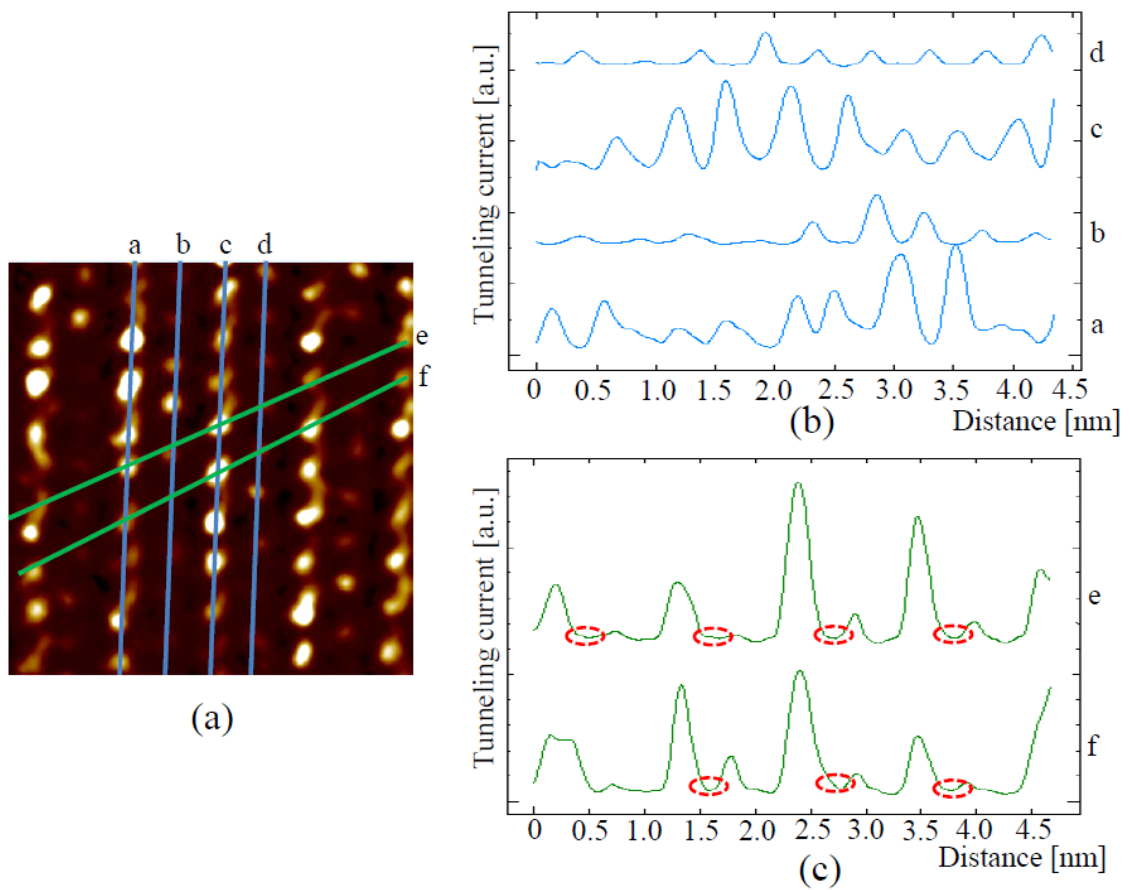 a b c d
e
f
(a)
Tunneling current [a.u.]
d
c
b
a
0 0.5 1.0 1.5 2.0 2.5 3.0 3.5 4.0 4.5
(b)
Distance [nm]
Tunneling current [a.u.]
e
f
0 0.5 1.0 1.5 2.0 2.5 3.0 3.5 4.0 4.5
Distance [nm]
(c)